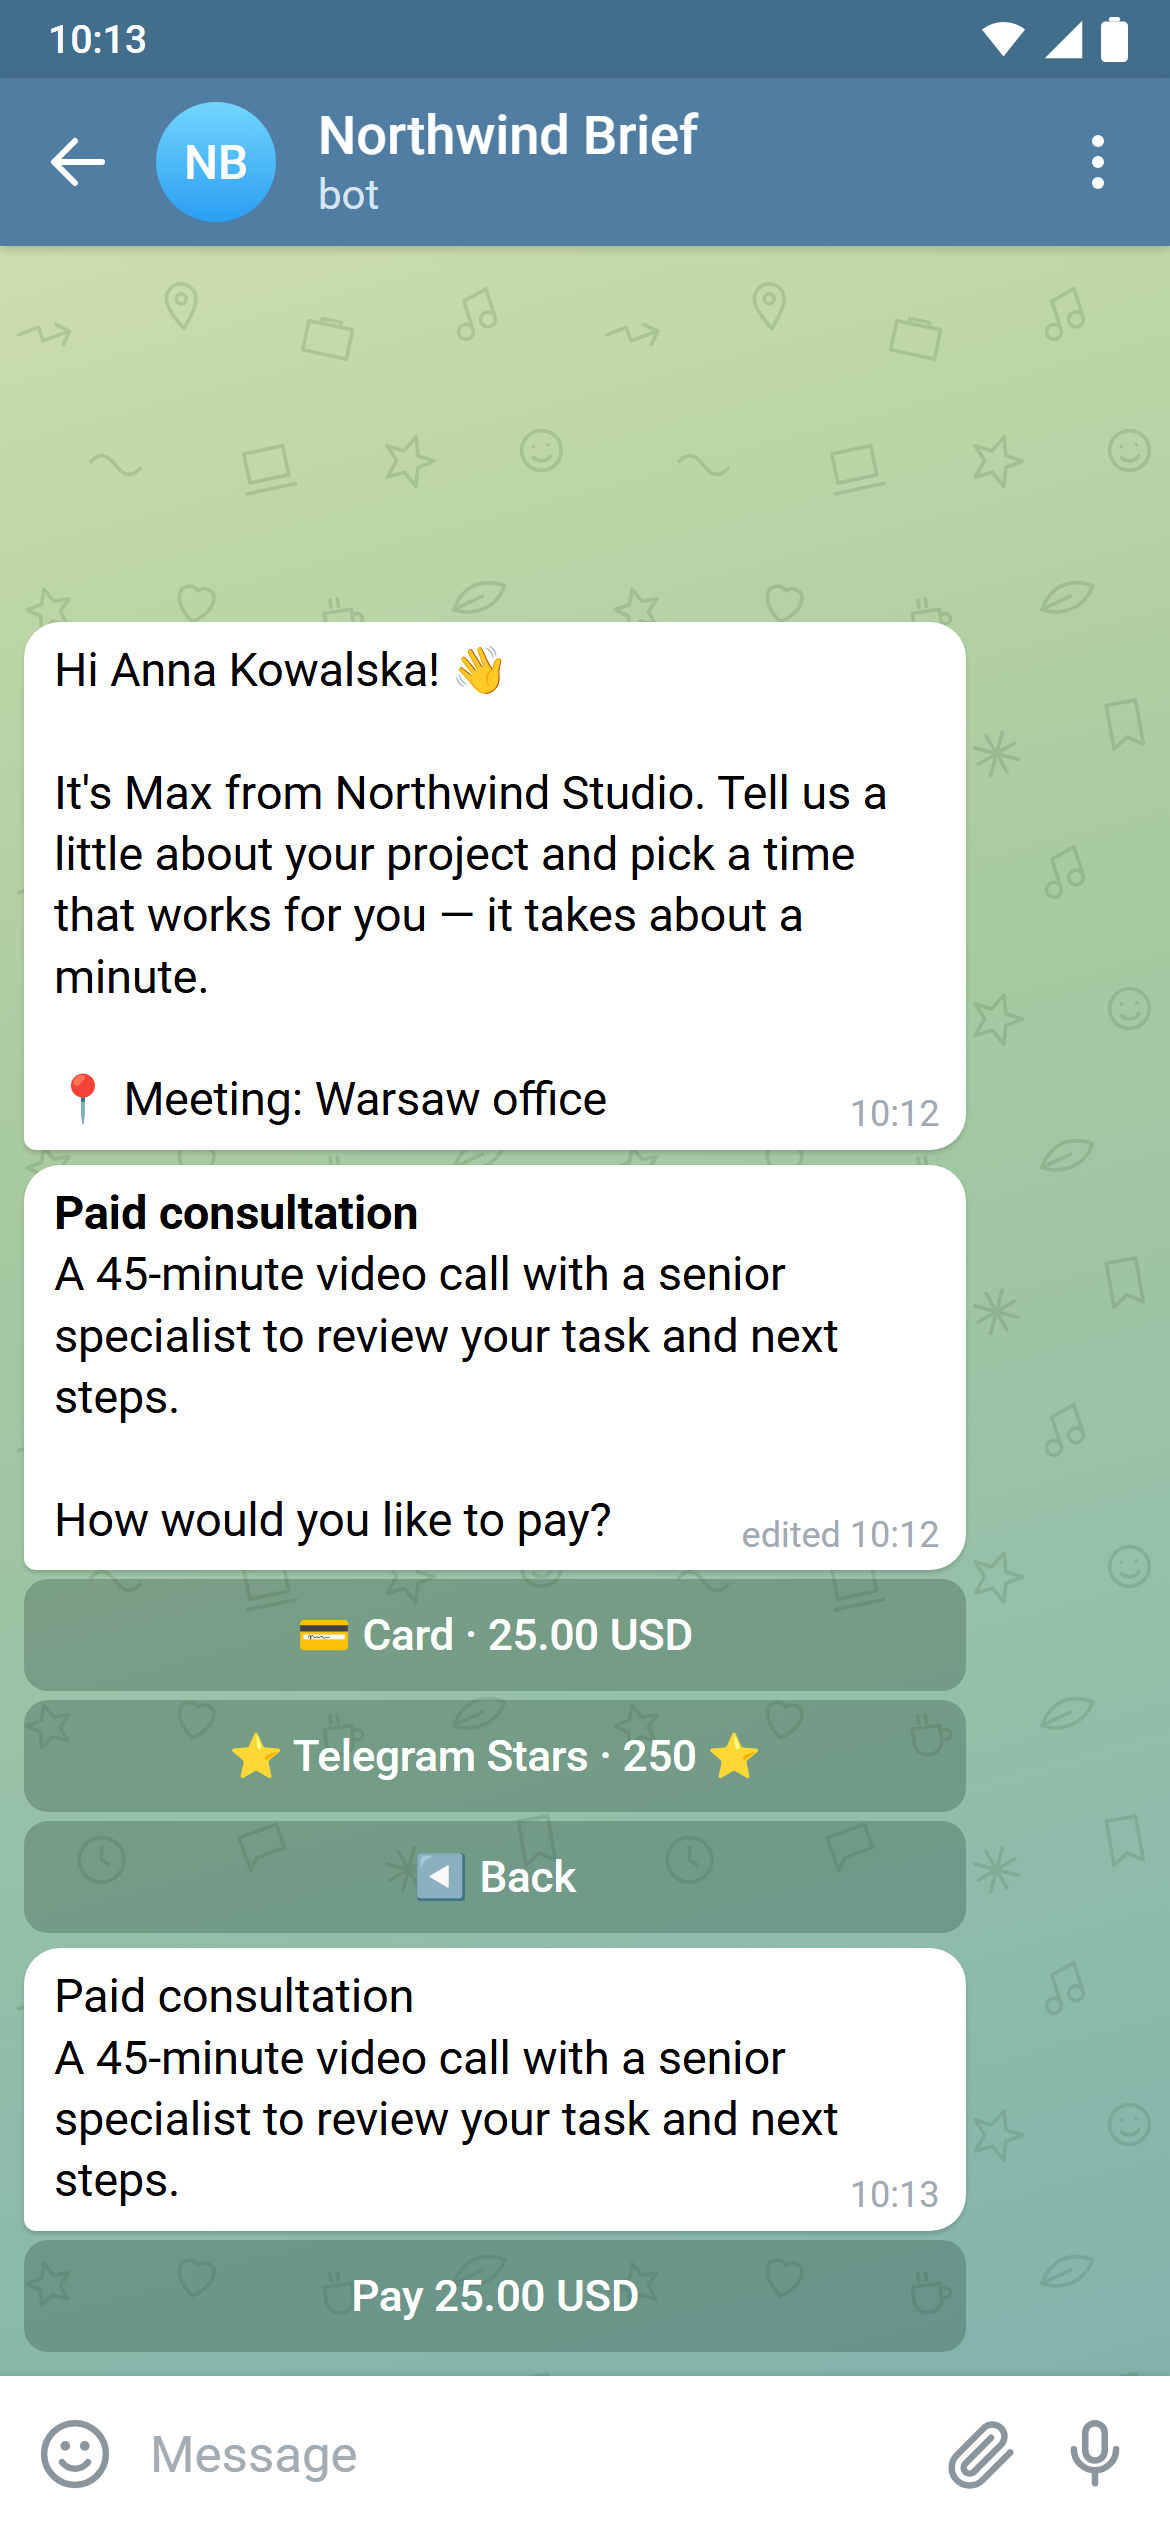 10:13
NB
Northwind Brief
bot
Hi Anna Kowalska! 👋
It's Max from Northwind Studio. Tell us a
little about your project and pick a time
that works for you — it takes about a
minute.
📍 Meeting: Warsaw office
10:12
Paid consultation
A 45-minute video call with a senior
specialist to review your task and next
steps.
How would you like to pay?
edited 10:12
💳 Card · 25.00 USD
⭐ Telegram Stars · 250 ⭐
◀️ Back
Paid consultation
A 45-minute video call with a senior
specialist to review your task and next
steps.
10:13
Pay 25.00 USD
Message